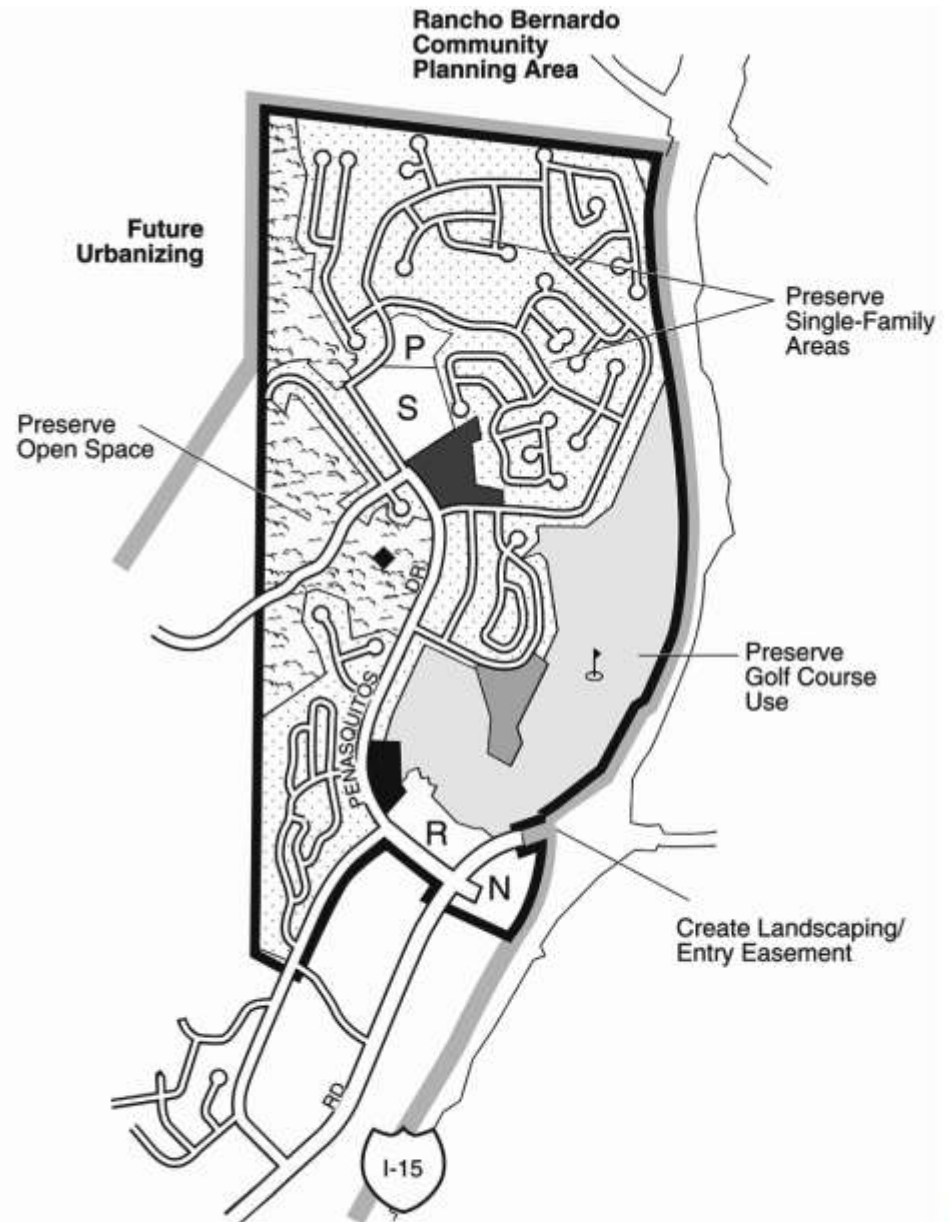 Rancho Bernardo
Community
Planning Area
Future
Urbanizing
Preserve
Single-Family
Areas
P
S
Preserve
Open Space
DR.
PENASQUITOS
Preserve
Golf Course
Use
R
N
Create Landscaping/
Entry Easement
RD.
I-15